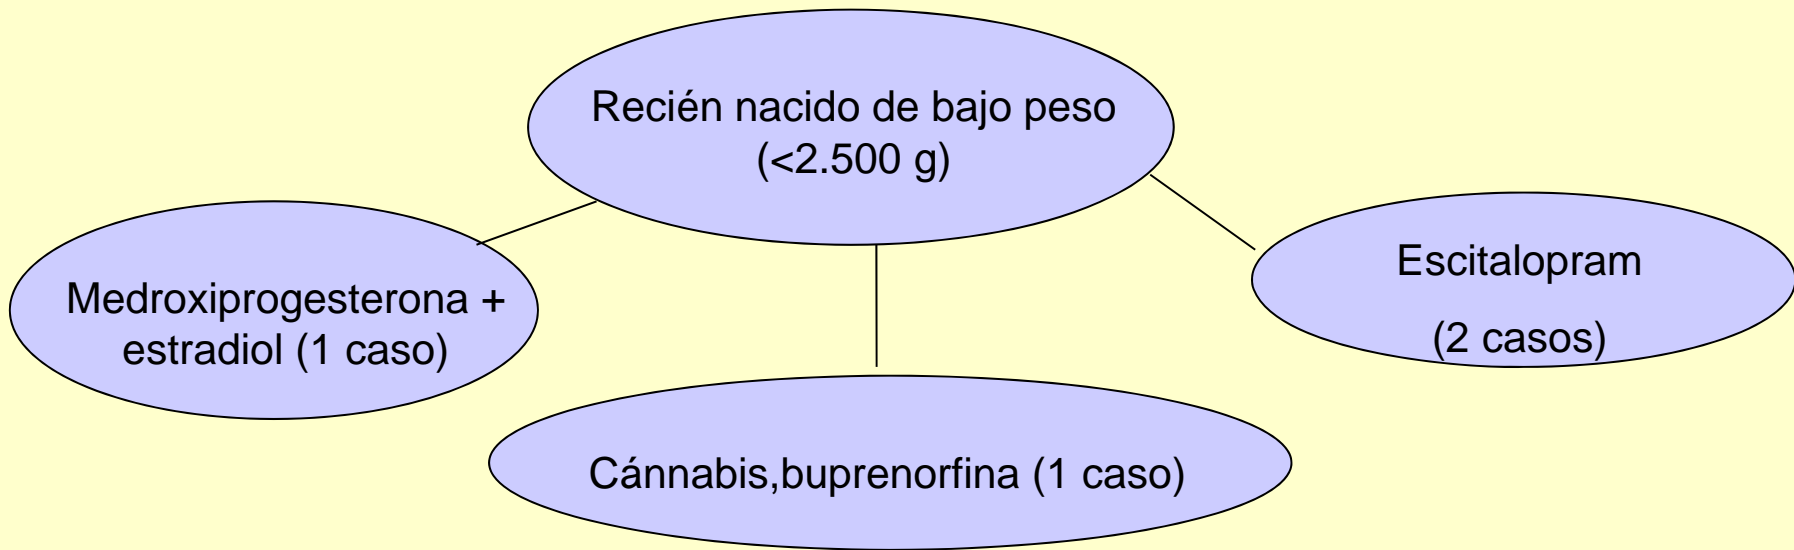 Recién nacido de bajo peso
(<2.500 g)
Medroxiprogesterona +
estradiol (1 caso)
Escitalopram
(2 casos)
Cánnabis,buprenorfina (1 caso)